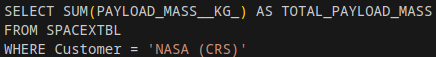 SELECT SUM(PAYLOAD_MASS__KG_) AS TOTAL_PAYLOAD_MASS
FROM SPACEXTBL
WHERE Customer = 'NASA (CRS)'